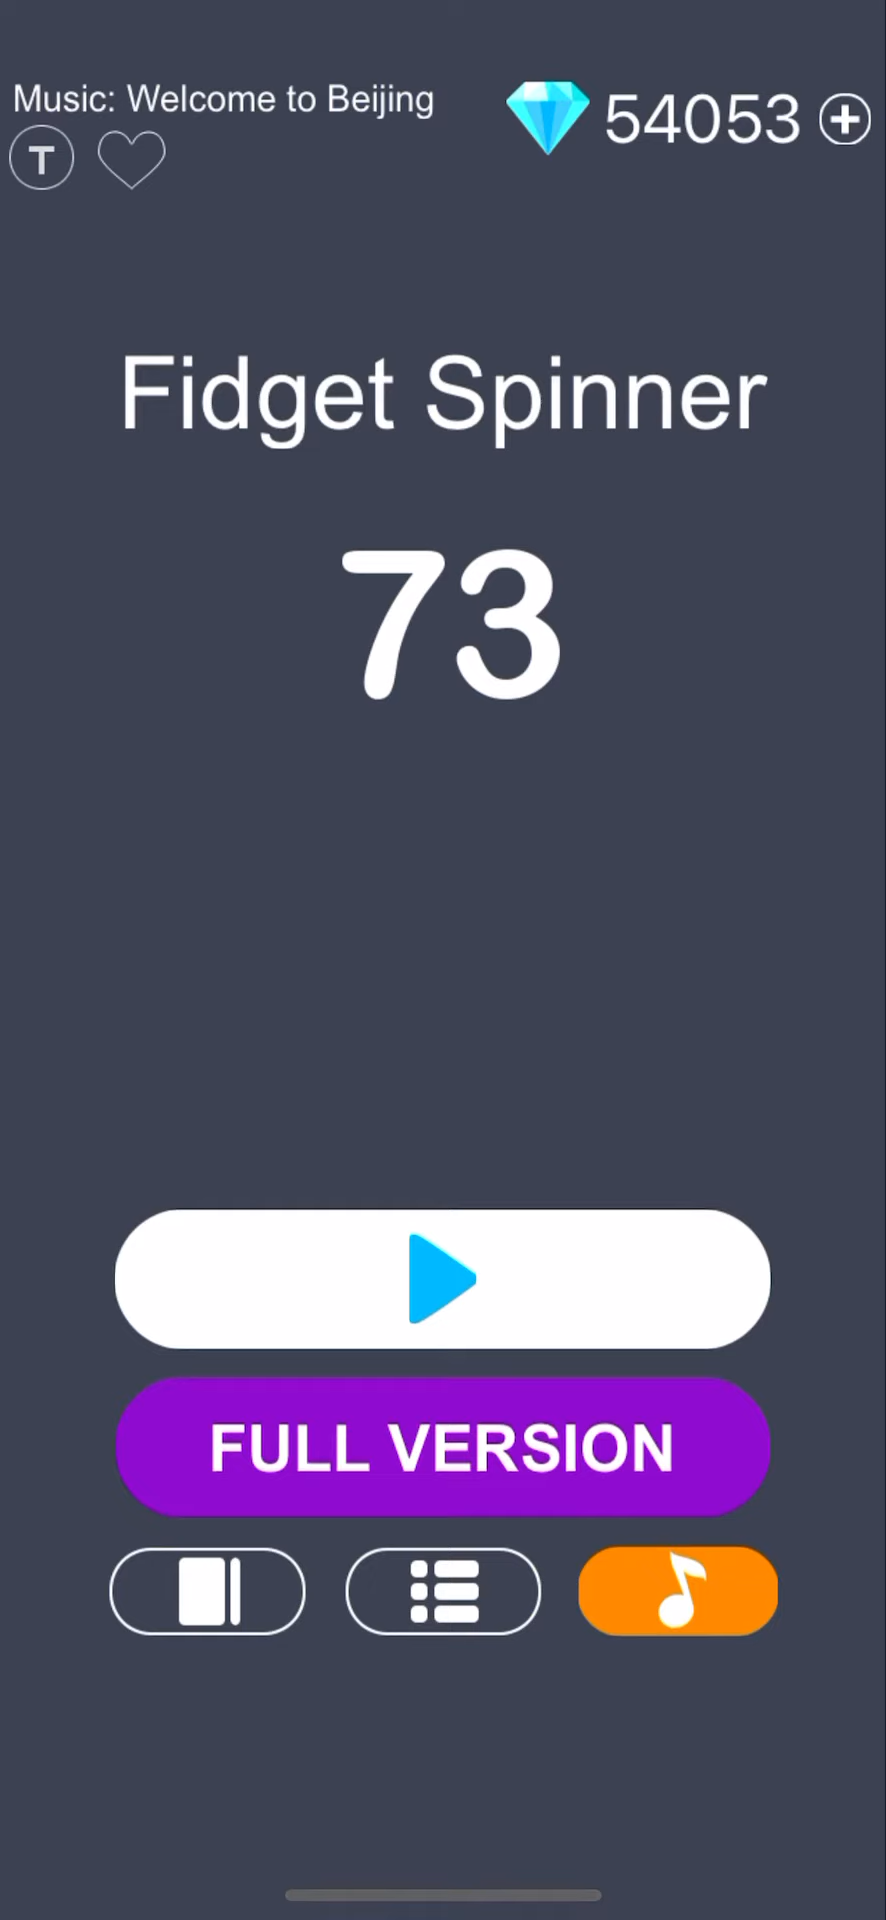 Music: Welcome to Beijing
54053
T
Fidget Spinner
73
FULL VERSION